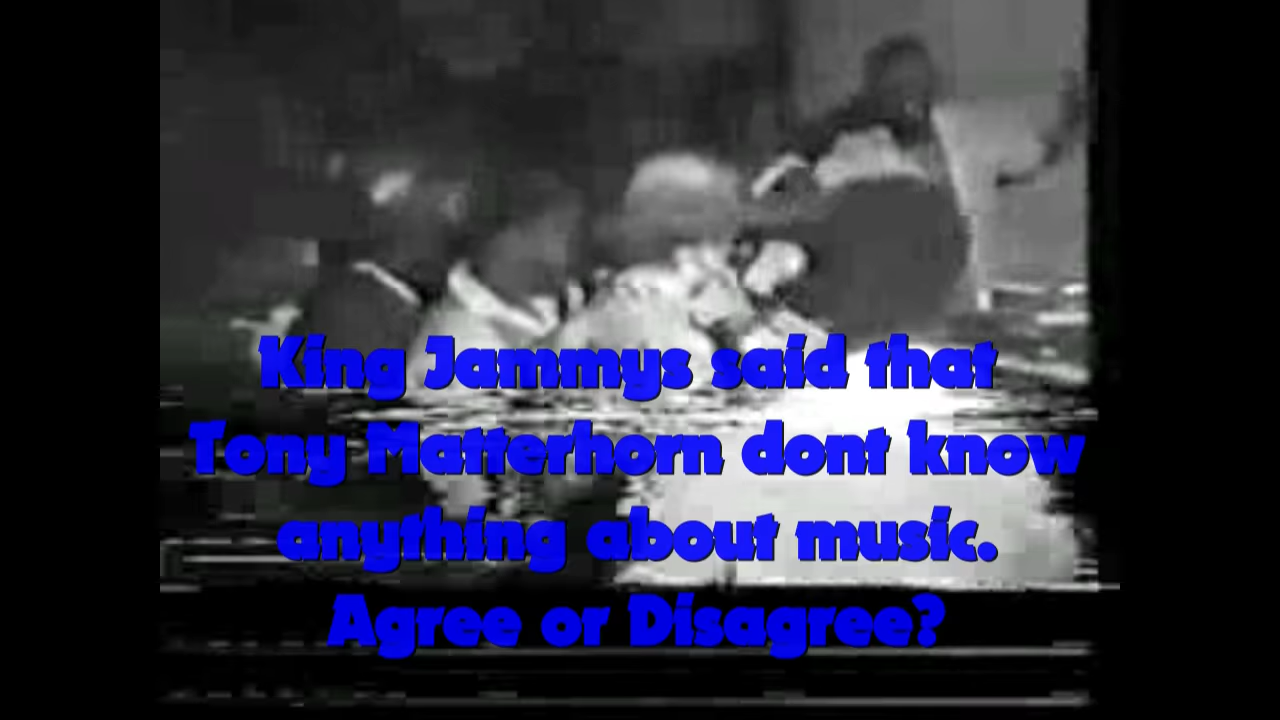 King Jammys said that
Tony Matterhorn dont know
anything about music.
Agree or Disagree?